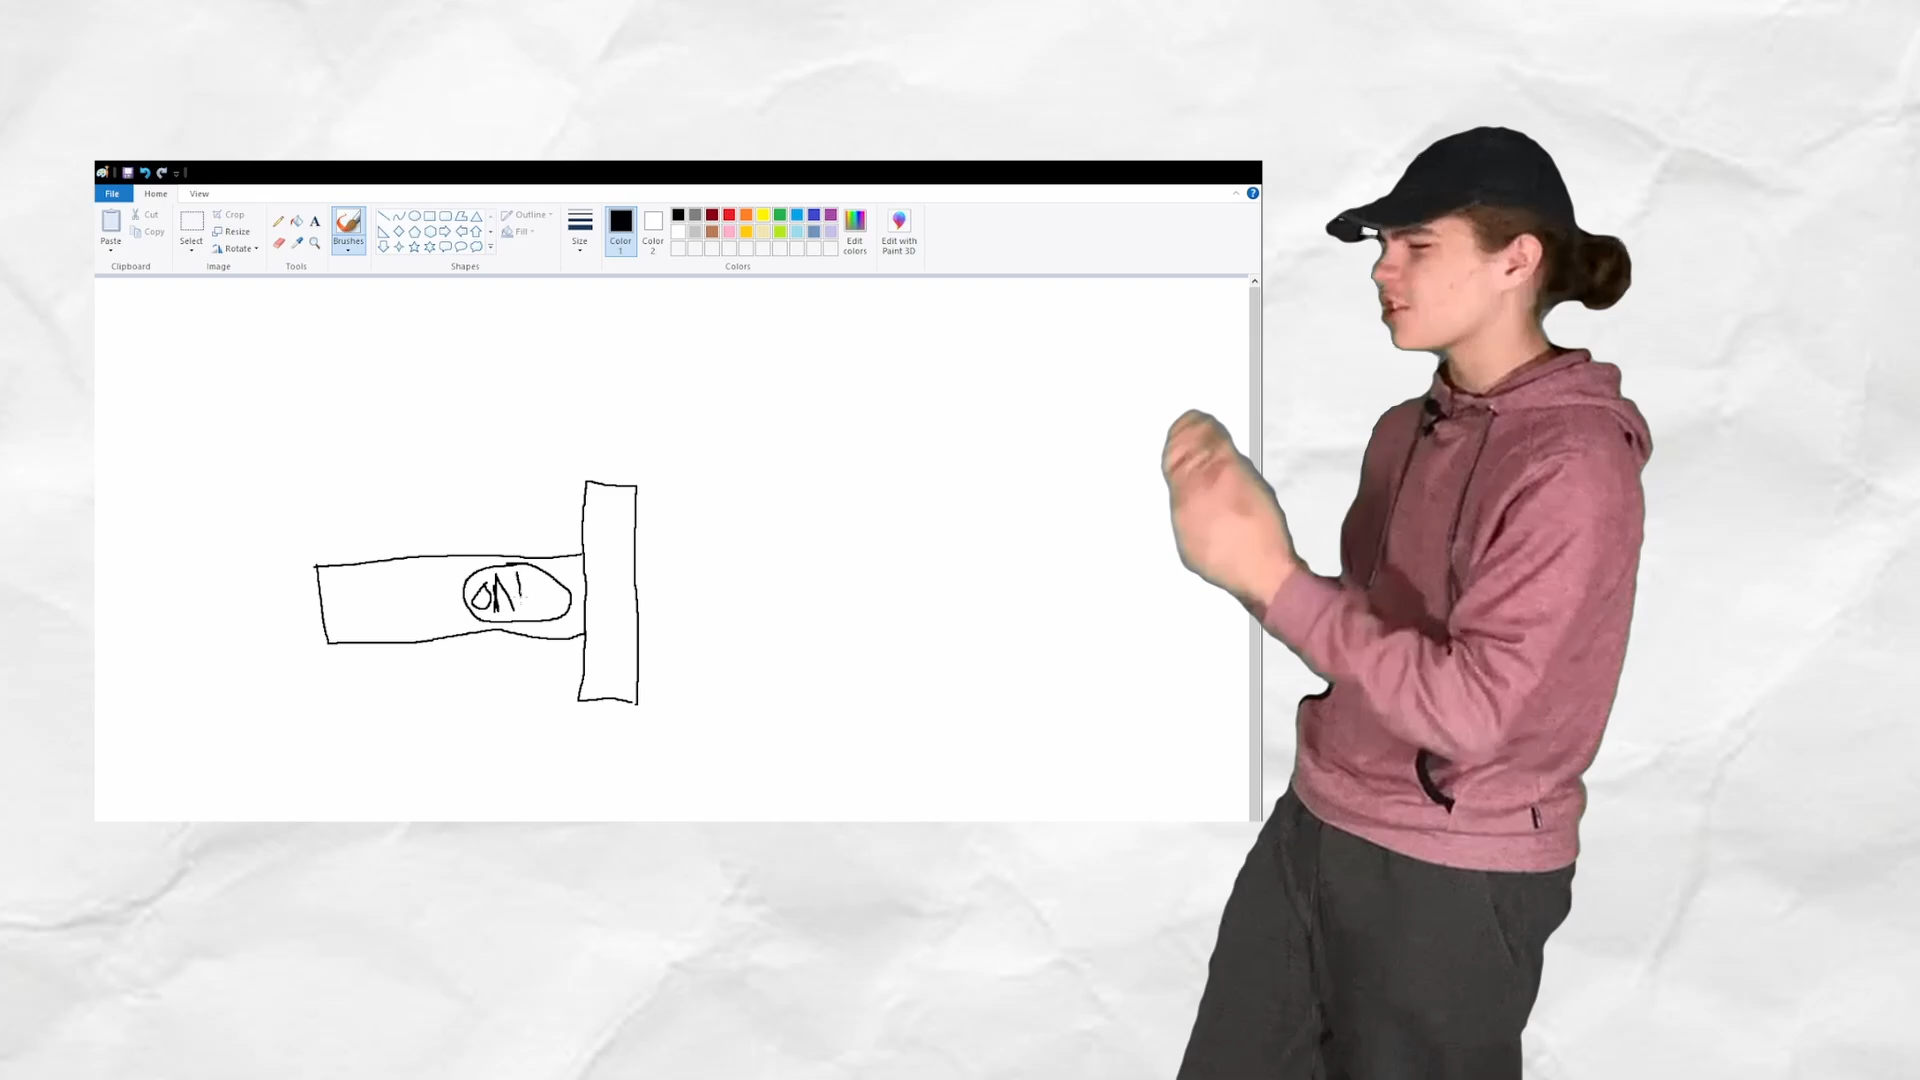 File Home View
Paste
Cut
Copy
Clipboard
Select
Crop
Resize
Rotate
Image
Tools
Brushes
Shapes
Outline
Fill
Size
Color
1
Color
2
Colors
Edit
colors
Edit with
Paint 3D
A
?
ON!